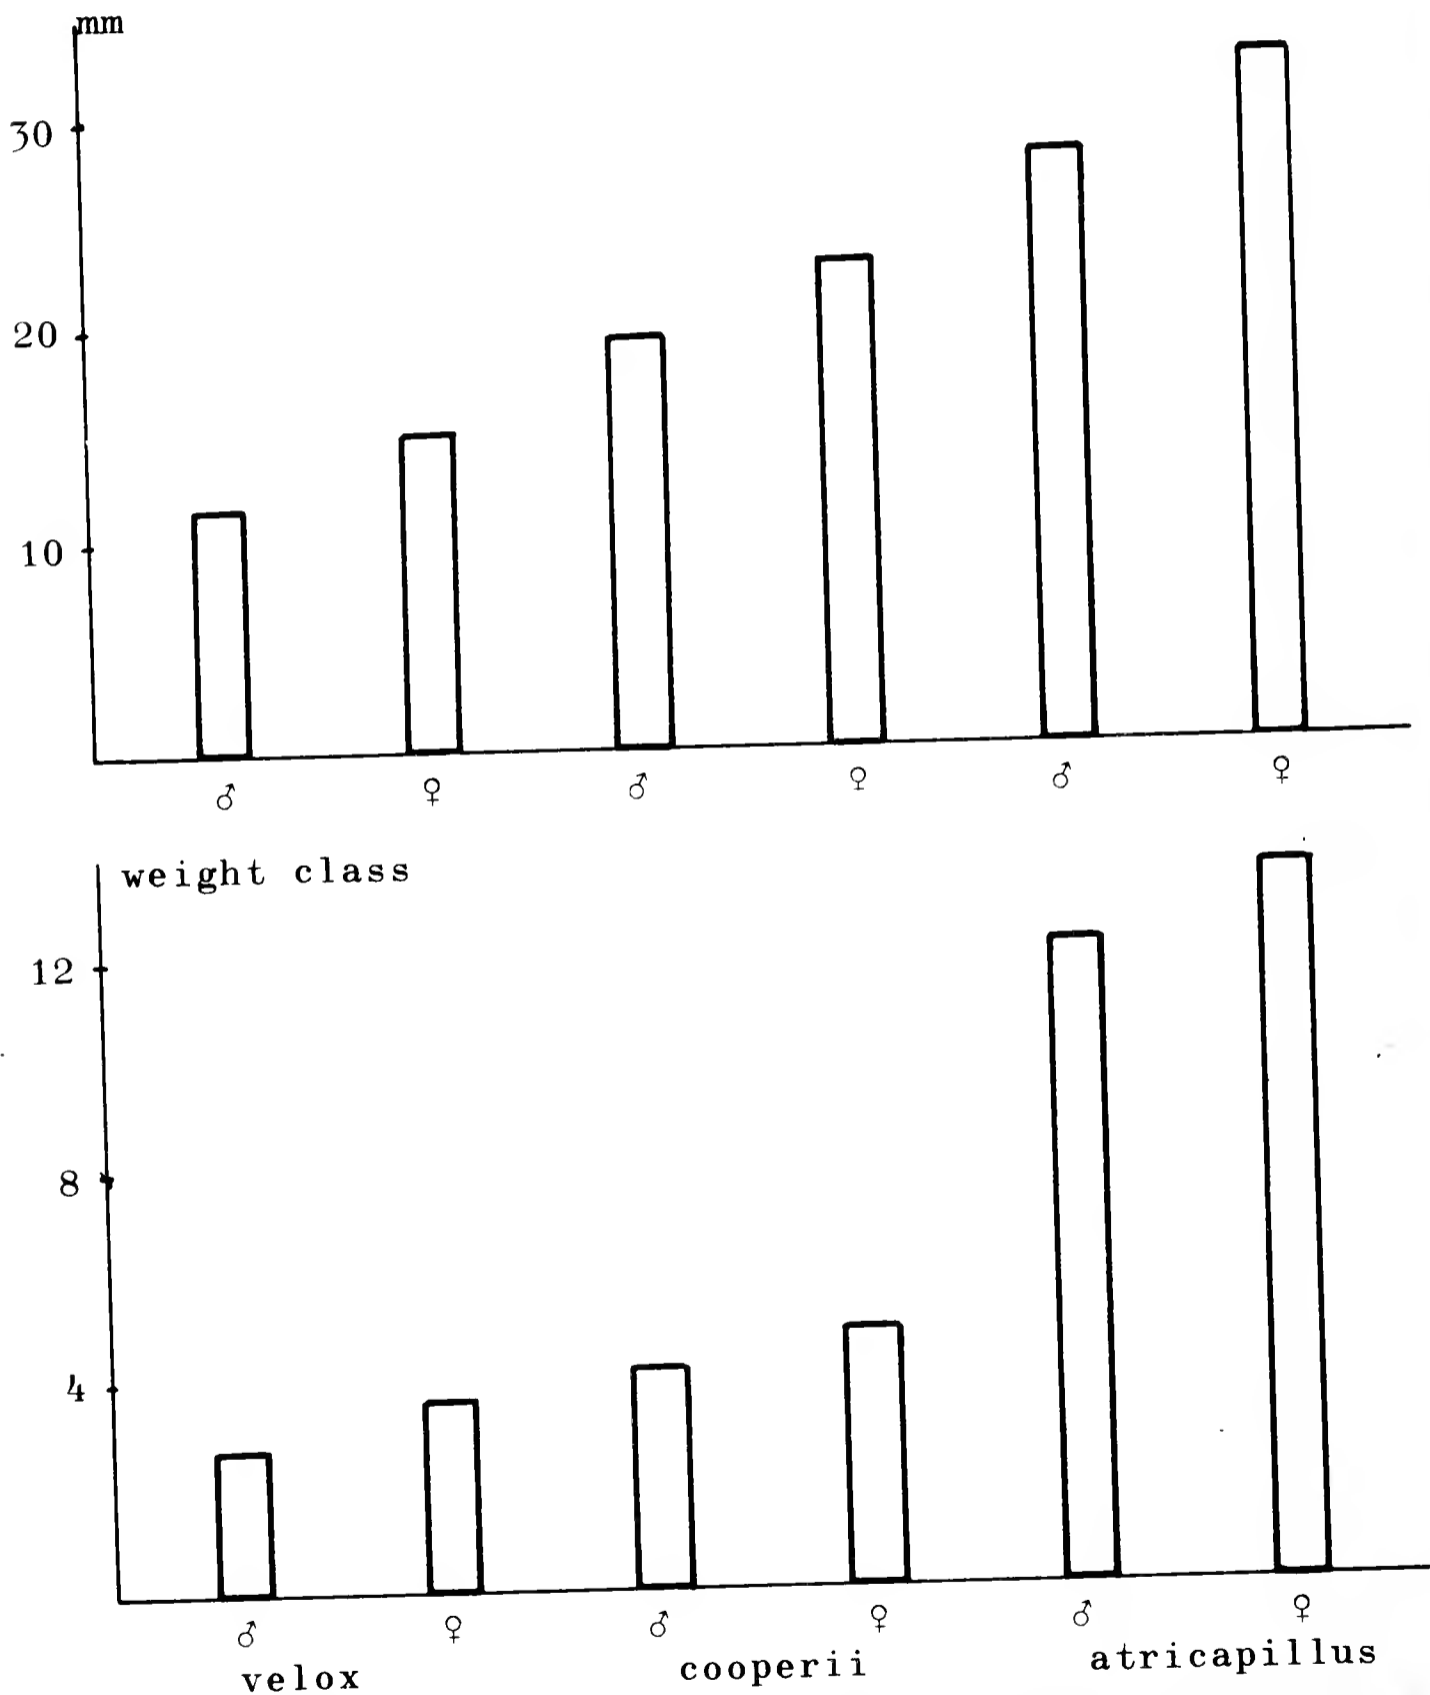 mm
30
20
10
♂ ♀ ♂ ♀ ♂ ♀
weight class
12
8
4
♂ ♀ ♂ ♀ ♂ ♀
velox cooperii atricapillus